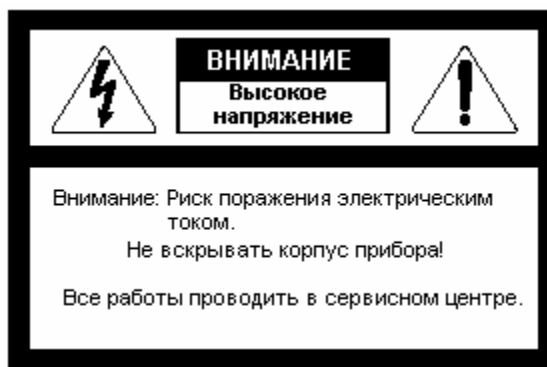 ВНИМАНИЕ
Высокое
напряжение
Внимание: Риск поражения электрическим
током.
Не вскрывать корпус прибора!
Все работы проводить в сервисном центре.